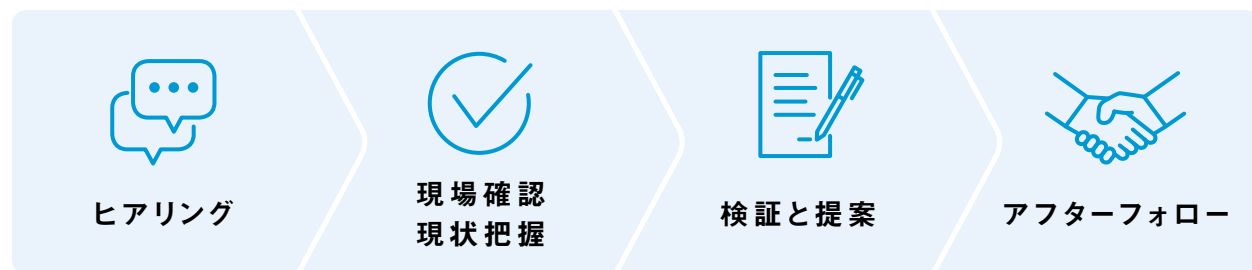 ヒアリング
現場確認
現状把握
検証と提案
アフターフォロー